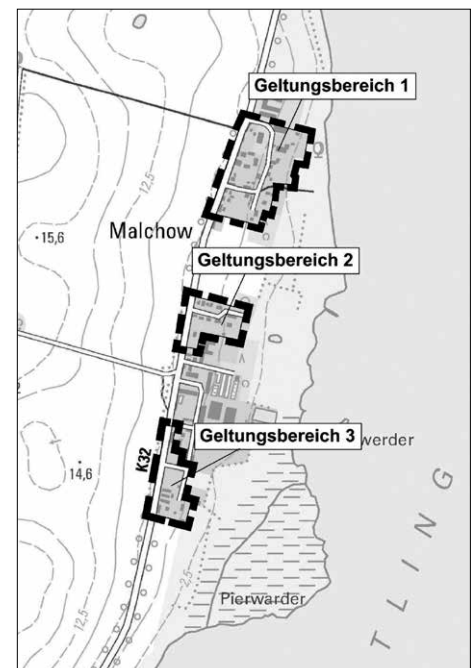 Geltungsbereich 1
12,5
Malchow
15,6
Geltungsbereich 2
Geltungsbereich 3
werder
K32
14,6
2,5
Pierwarder
12,5
TLING